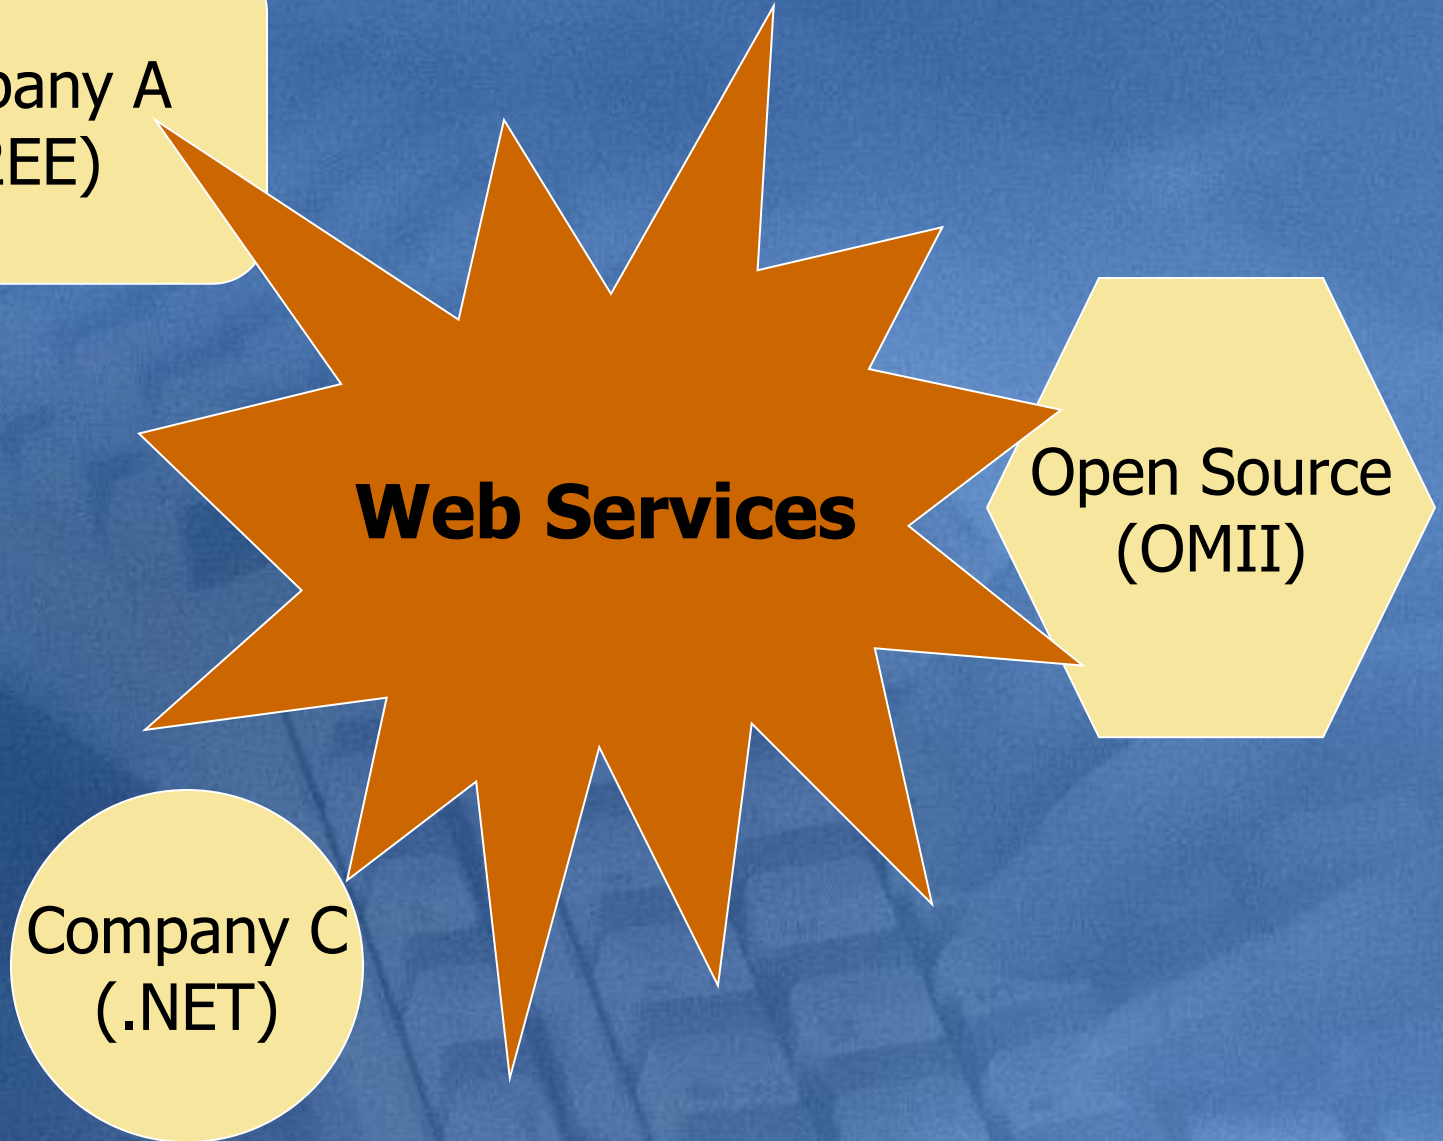 pany A
EE)
Web Services
Open Source
(OMII)
Company C
(.NET)